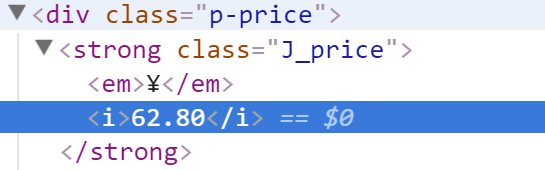 ▼<div class="p-price">
▼<strong class="J_price">
<em>¥</em>
<i>62.80</i> == $0
</strong>